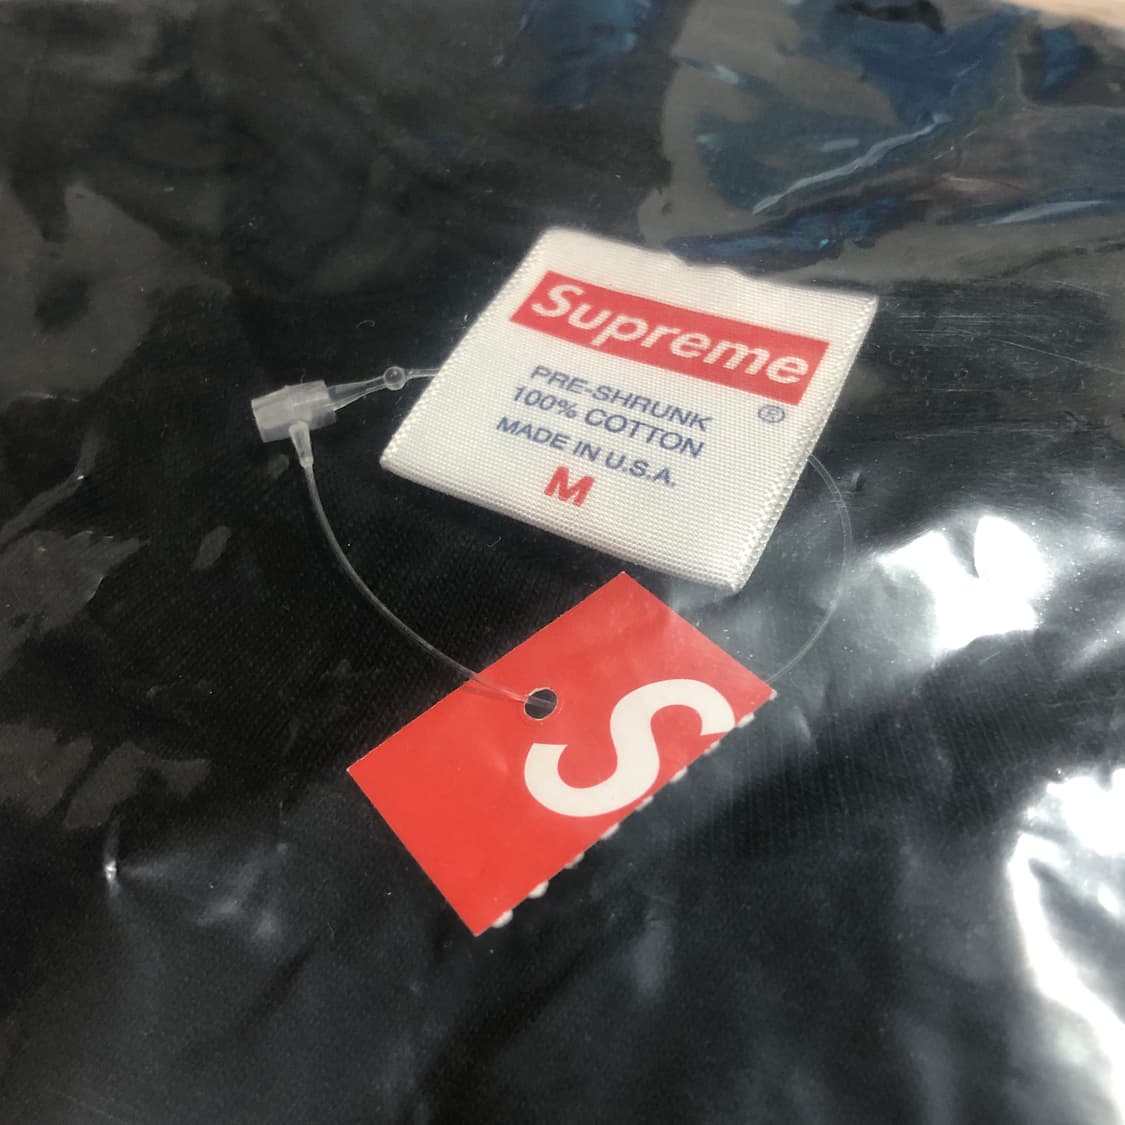 Supreme
®
PRE-SHRUNK
100% COTTON
MADE IN U.S.A.
M
S